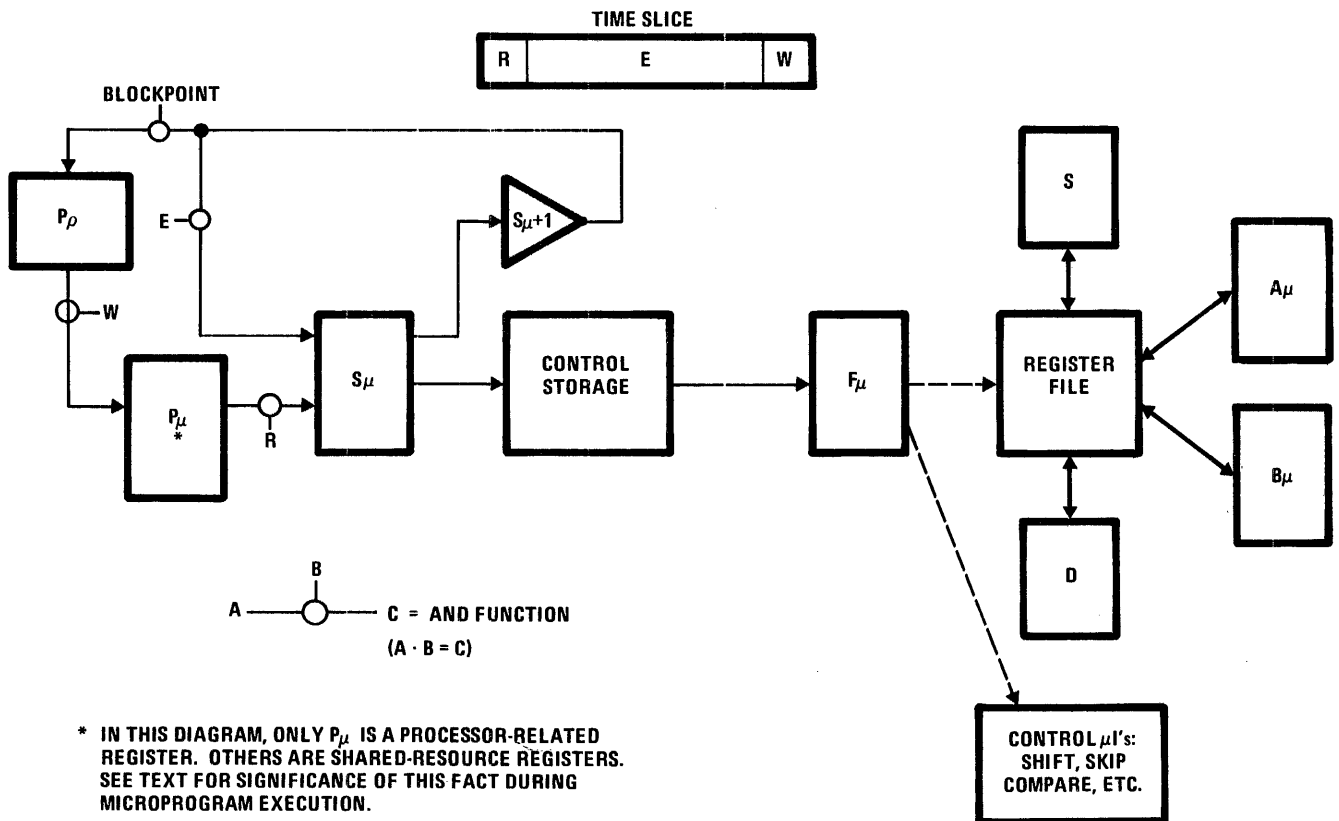 TIME SLICE
R E W
BLOCKPOINT
Pρ
E
Sμ+1
S
W
Aμ
Pμ
*
R
Sμ
CONTROL
STORAGE
Fμ
REGISTER
FILE
Bμ
D
B
A C = AND FUNCTION
(A · B = C)
CONTROL μI's:
SHIFT, SKIP
COMPARE, ETC.
* IN THIS DIAGRAM, ONLY Pμ IS A PROCESSOR-RELATED
REGISTER. OTHERS ARE SHARED-RESOURCE REGISTERS.
SEE TEXT FOR SIGNIFICANCE OF THIS FACT DURING
MICROPROGRAM EXECUTION.